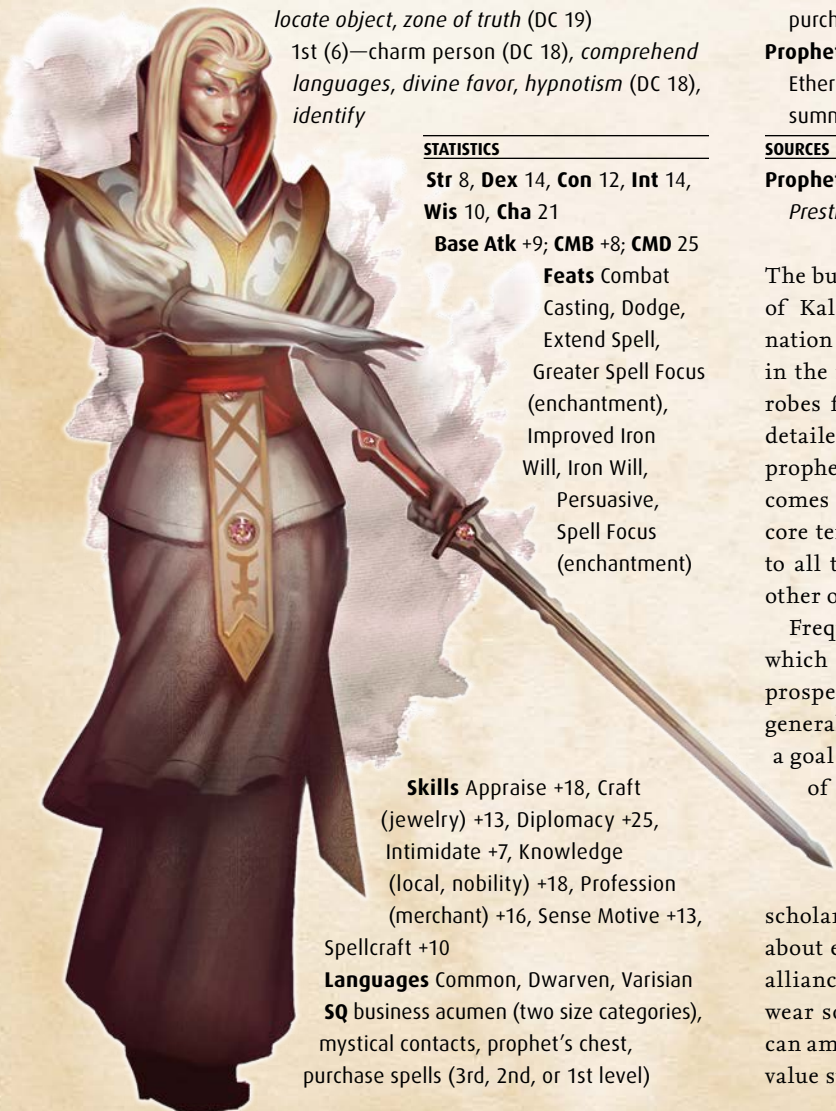 locate object, zone of truth (DC 19)
1st (6)—charm person (DC 18), comprehend
languages, divine favor, hypnotism (DC 18),
identify
STATISTICS
Str 8, Dex 14, Con 12, Int 14,
Wis 10, Cha 21
Base Atk +9; CMB +8; CMD 25
Feats Combat
Casting, Dodge,
Extend Spell,
Greater Spell Focus
(enchantment),
Improved Iron
Will, Iron Will,
Persuasive,
Spell Focus
(enchantment)
Skills Appraise +18, Craft
(jewelry) +13, Diplomacy +25,
Intimidate +7, Knowledge
(local, nobility) +18, Profession
(merchant) +16, Sense Motive +13,
Spellcraft +10
Languages Common, Dwarven, Varisian
SQ business acumen (two size categories),
mystical contacts, prophet’s chest,
purchase spells (3rd, 2nd, or 1st level)
purch
Prophet
Ether
summ
SOURCES
Prophet
Presti
The bu
of Kal
nation
in the
robes f
detaile
prophe
comes
core te
to all t
other o
Freq
which
prospe
genera
a goal
of
scholar
about e
allianc
wear so
can am
value s